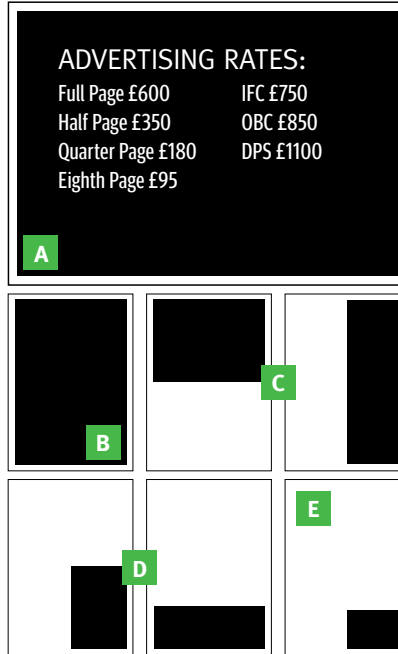 ADVERTISING RATES:
Full Page £600 IFC £750
Half Page £350 OBC £850
Quarter Page £180 DPS £1100
Eighth Page £95
A
C
B
E
D